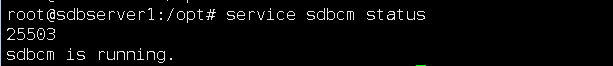 root@sdbserver1:/opt# service sdbcm status
25503
sdbcm is running.